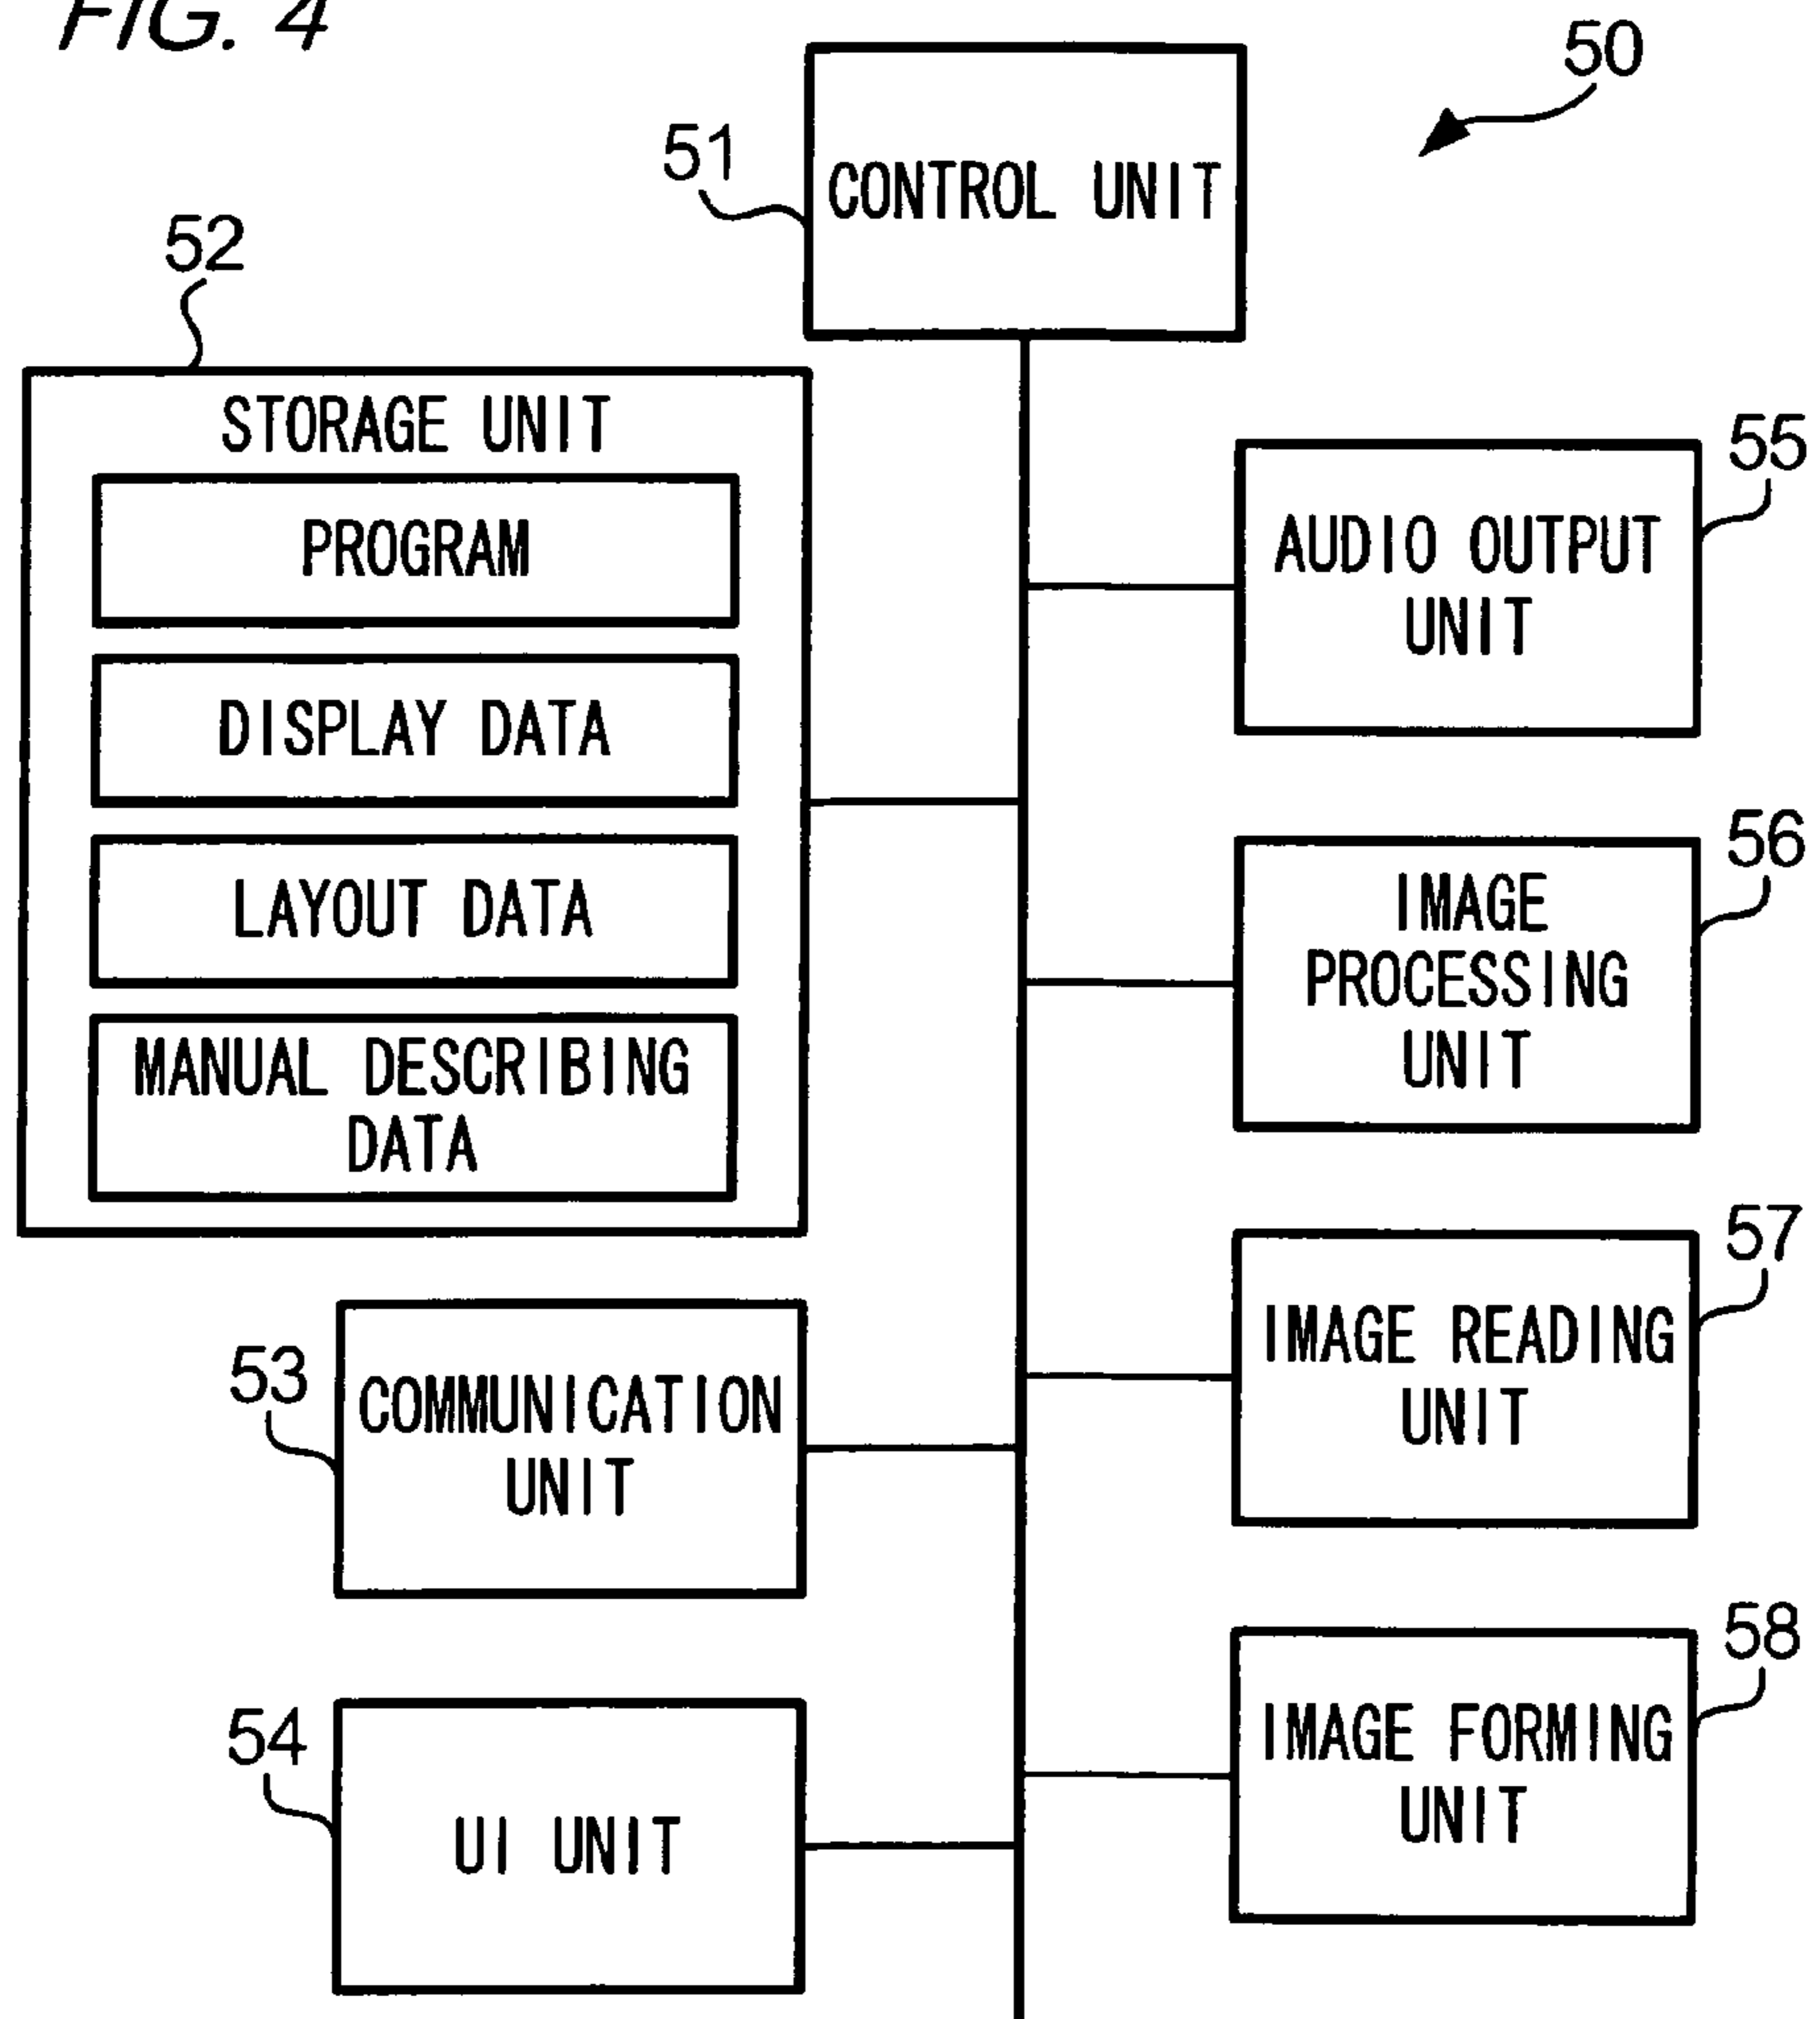 FIG. 4
50
51
CONTROL UNIT
52
STORAGE UNIT
PROGRAM
DISPLAY DATA
LAYOUT DATA
MANUAL DESCRIBING
DATA
53
COMMUNICATION
UNIT
54
UI UNIT
55
AUDIO OUTPUT
UNIT
56
IMAGE
PROCESSING
UNIT
57
IMAGE READING
UNIT
58
IMAGE FORMING
UNIT